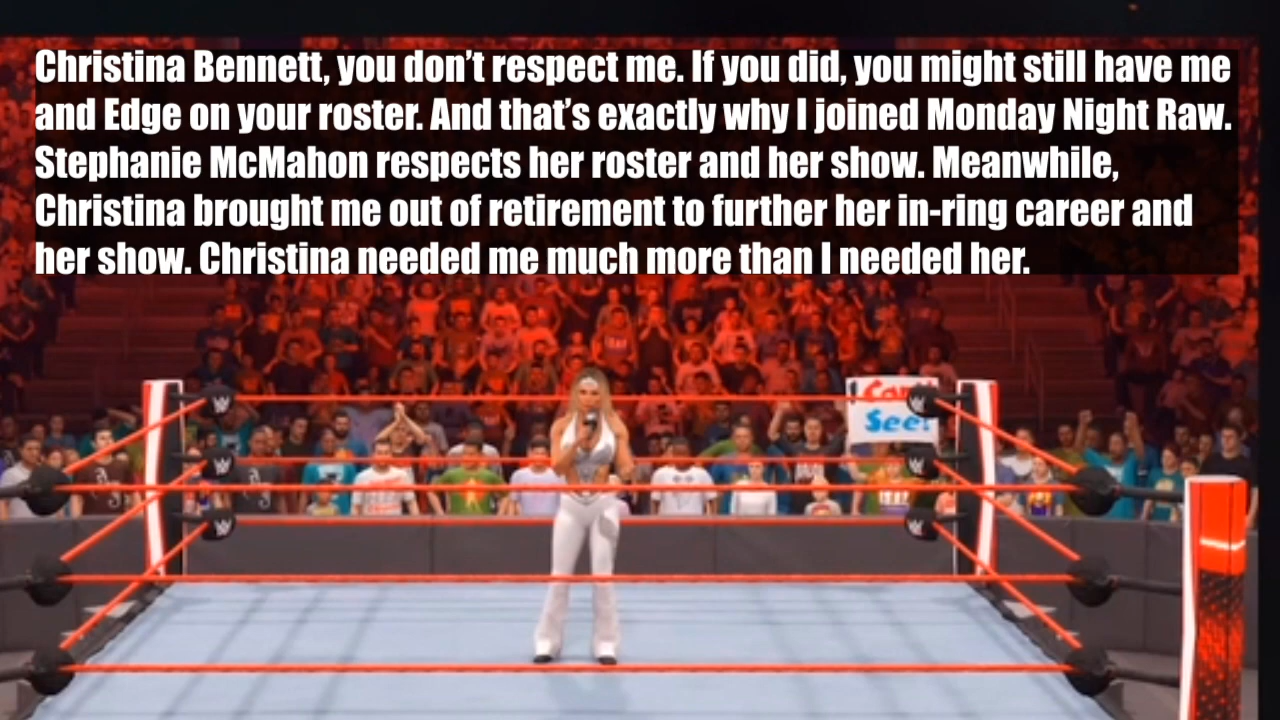 Christina Bennett, you don’t respect me. If you did, you might still have me
and Edge on your roster. And that’s exactly why I joined Monday Night Raw.
Stephanie McMahon respects her roster and her show. Meanwhile,
Christina brought me out of retirement to further her in-ring career and
her show. Christina needed me much more than I needed her.
See!